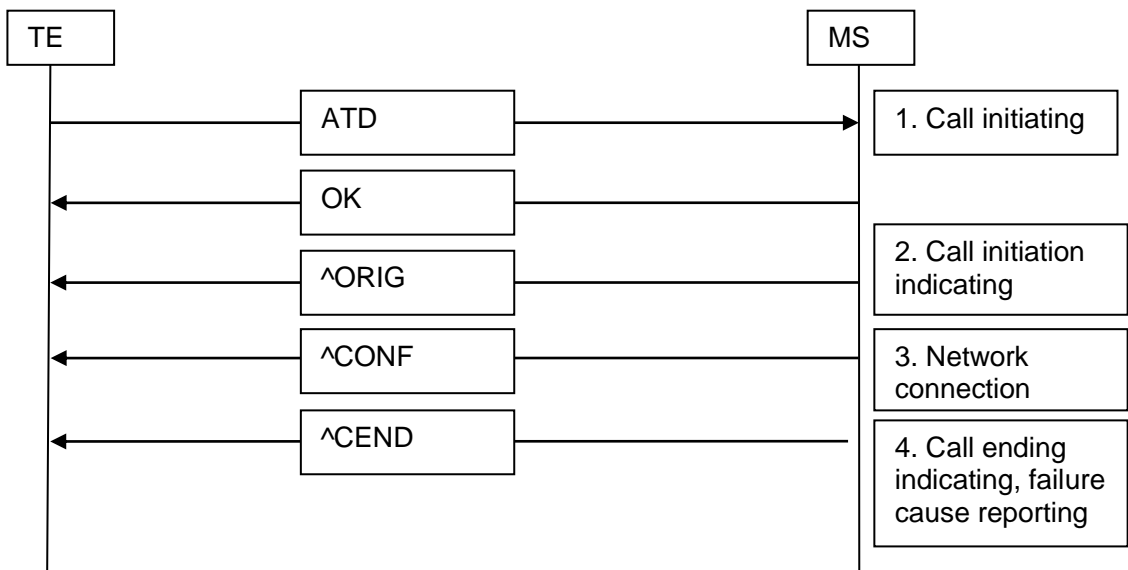 TE
MS
ATD
1. Call initiating
OK
^ORIG
2. Call initiation
indicating
^CONF
3. Network
connection
^CEND
4. Call ending
indicating, failure
cause reporting